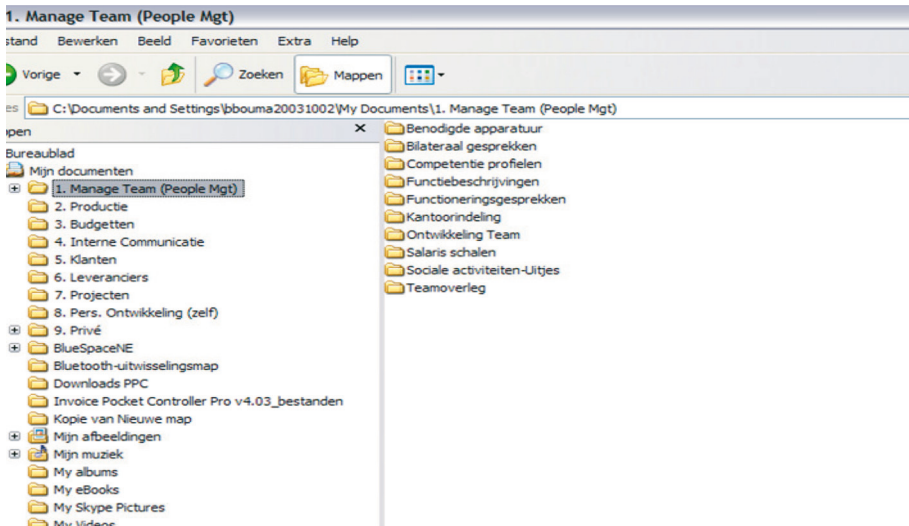 1. Manage Team (People Mgt)
stand Bewerken Beeld Favorieten Extra Help
Vorige Zoeken Mappen
es C:\Documents and Settings\bbouma20031002\My Documents\1. Manage Team (People Mgt)
ppen
Bureaublad
Mijn documenten
1. Manage Team (People Mgt)
2. Productie
3. Budgetten
4. Interne Communicatie
5. Klanten
6. Leveranciers
7. Projecten
8. Pers. Ontwikkeling (zelf)
9. Privé
BlueSpaceNE
Bluetooth-uitwisselingsmap
Downloads PPC
Invoice Pocket Controller Pro v4.03_bestanden
Kopie van Nieuwe map
Mijn afbeeldingen
Mijn muziek
My albums
My eBooks
My Skype Pictures
My Videos
Benodigde apparatuur
Bilateraal gesprekken
Competentie profielen
Functiebeschrijvingen
Functioneringsgesprekken
Kantoorindeling
Ontwikkeling Team
Salaris schalen
Sociale activiteiten-Uitjes
Teamoverleg